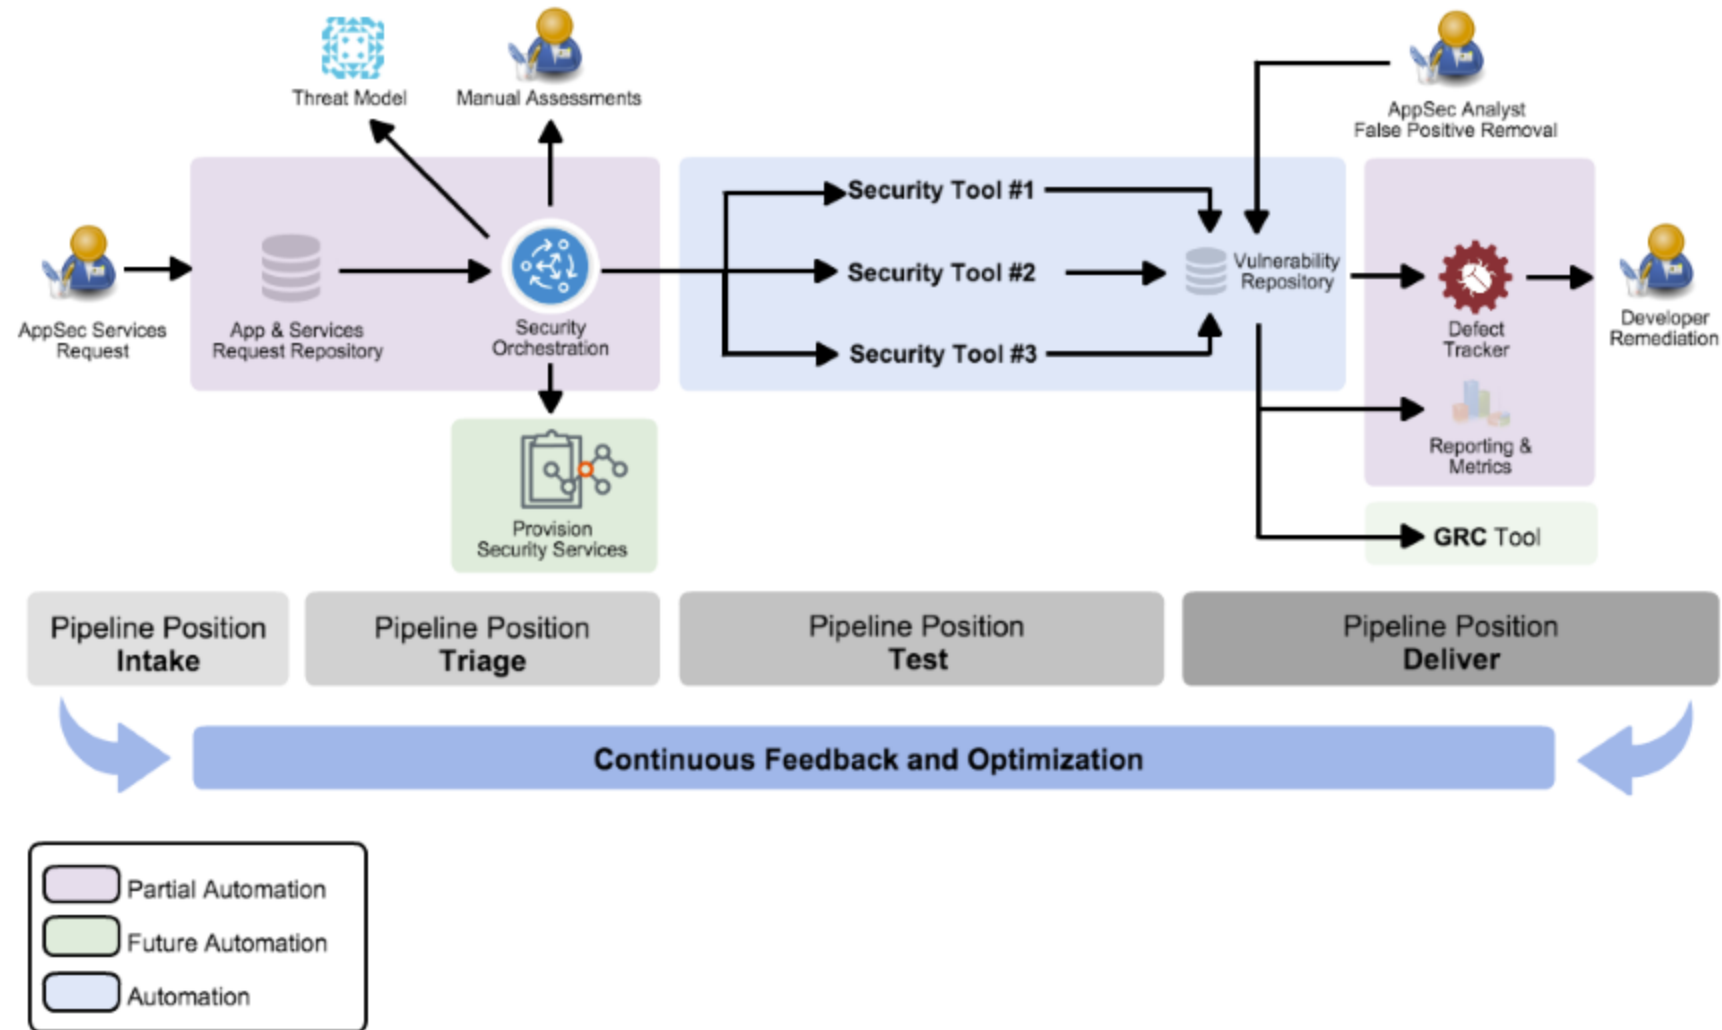 Threat Model
Manual Assessments
AppSec Analyst
False Positive Removal
AppSec Services
Request
App & Services
Request Repository
Security
Orchestration
Security Tool #1
Security Tool #2
Security Tool #3
Vulnerability
Repository
Defect
Tracker
Developer
Remediation
Reporting &
Metrics
Provision
Security Services
GRC Tool
Pipeline Position
Intake
Pipeline Position
Triage
Pipeline Position
Test
Pipeline Position
Deliver
Continuous Feedback and Optimization
Partial Automation
Future Automation
Automation